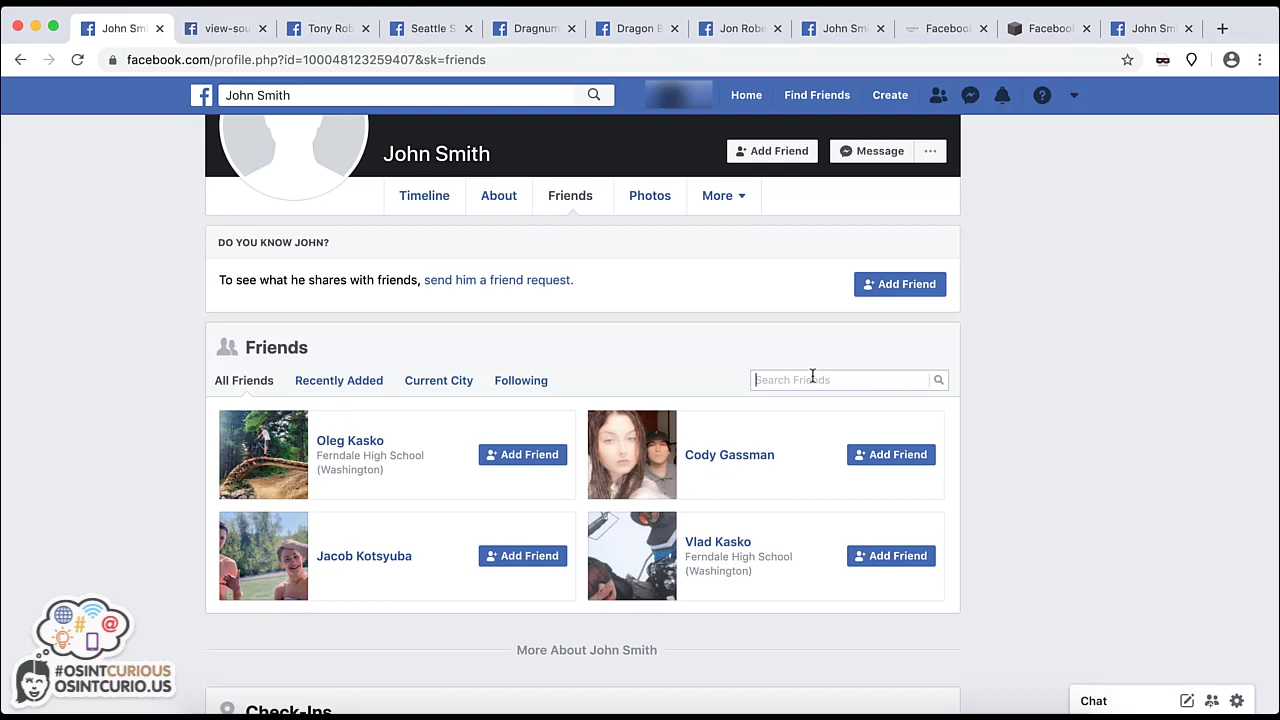 John Smi
view-sou
Tony Rob
Seattle S
Dragnum
Dragon B
Jon Robe
John Smi
Facebook
Facebook
John Smi
facebook.com/profile.php?id=100048123259407&sk=friends
John Smith
Home
Find Friends
Create
John Smith
Add Friend
Message
Timeline
About
Friends
Photos
More
DO YOU KNOW JOHN?
To see what he shares with friends, send him a friend request.
Add Friend
Friends
All Friends
Recently Added
Current City
Following
Search Friends
Oleg Kasko
Ferndale High School
(Washington)
Add Friend
Cody Gassman
Add Friend
Jacob Kotsyuba
Add Friend
Vlad Kasko
Ferndale High School
(Washington)
Add Friend
More About John Smith
Check-Ins
#OSINTCURIOUS
OSINTCURIO.US
Chat